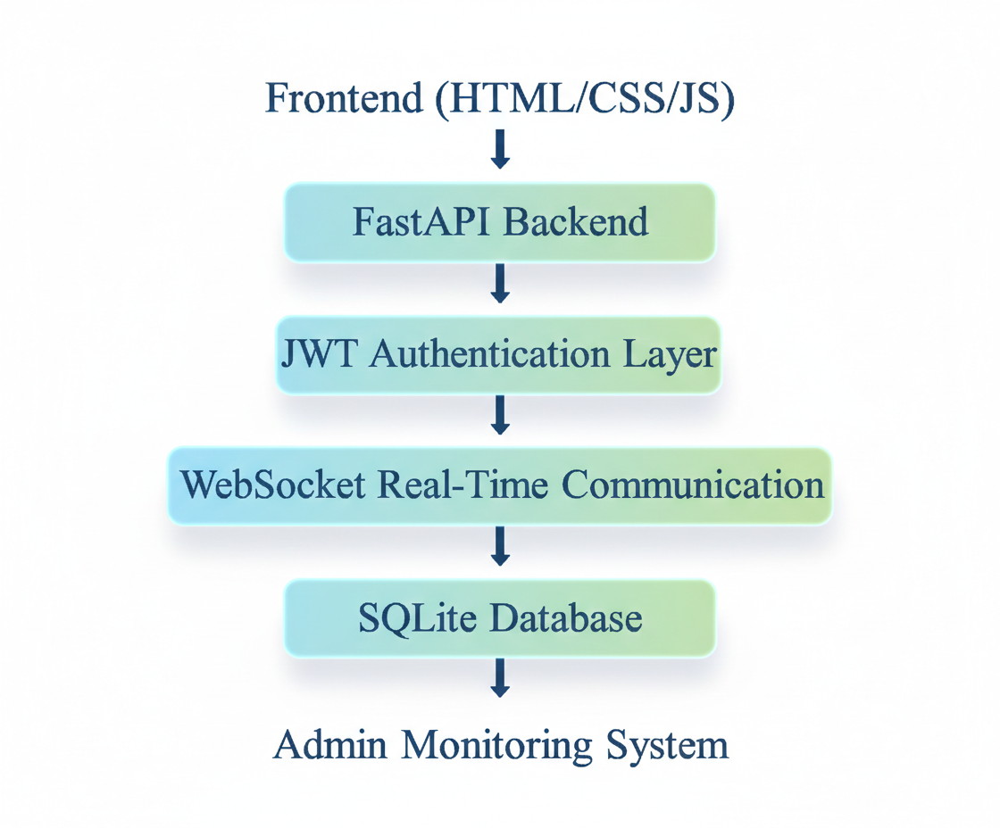 Frontend (HTML/CSS/JS)
FastAPI Backend
JWT Authentication Layer
WebSocket Real-Time Communication
SQLite Database
Admin Monitoring System